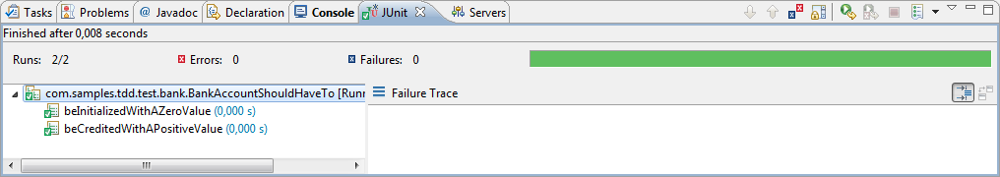 Tasks Problems @ Javadoc Declaration Console JUnit Servers
Finished after 0,008 seconds
Runs: 2/2 Errors: 0 Failures: 0
com.samples.tdd.test.bank.BankAccountShouldHaveTo [Runn Failure Trace
beInitializedWithAZeroValue (0,000 s)
beCreditedWithAPositiveValue (0,000 s)